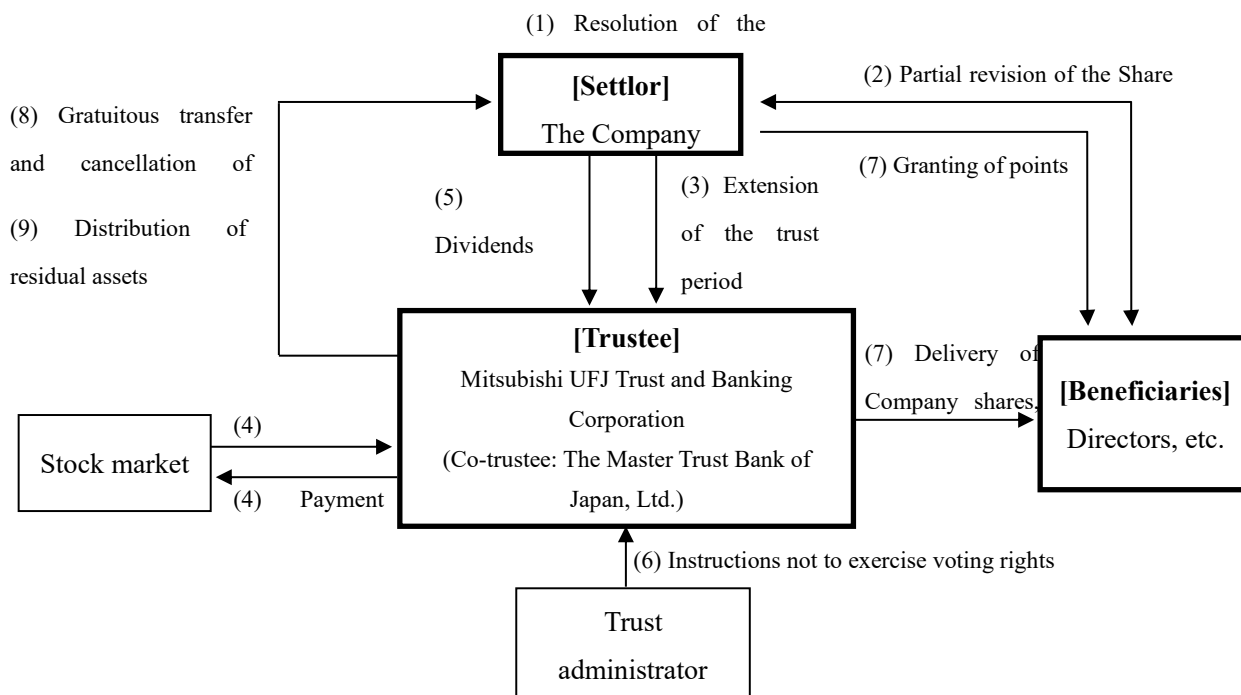 (1) Resolution of the
[Settlor]
The Company
(2) Partial revision of the Share
(7) Granting of points
(8) Gratuitous transfer
and cancellation of
(9) Distribution of
residual assets
(5)
Dividends
(3) Extension
of the trust
period
[Trustee]
Mitsubishi UFJ Trust and Banking
Corporation
(Co-trustee: The Master Trust Bank of
Japan, Ltd.)
(7) Delivery of
Company shares,
[Beneficiaries]
Directors, etc.
Stock market
(4)
(4) Payment
(6) Instructions not to exercise voting rights
Trust
administrator